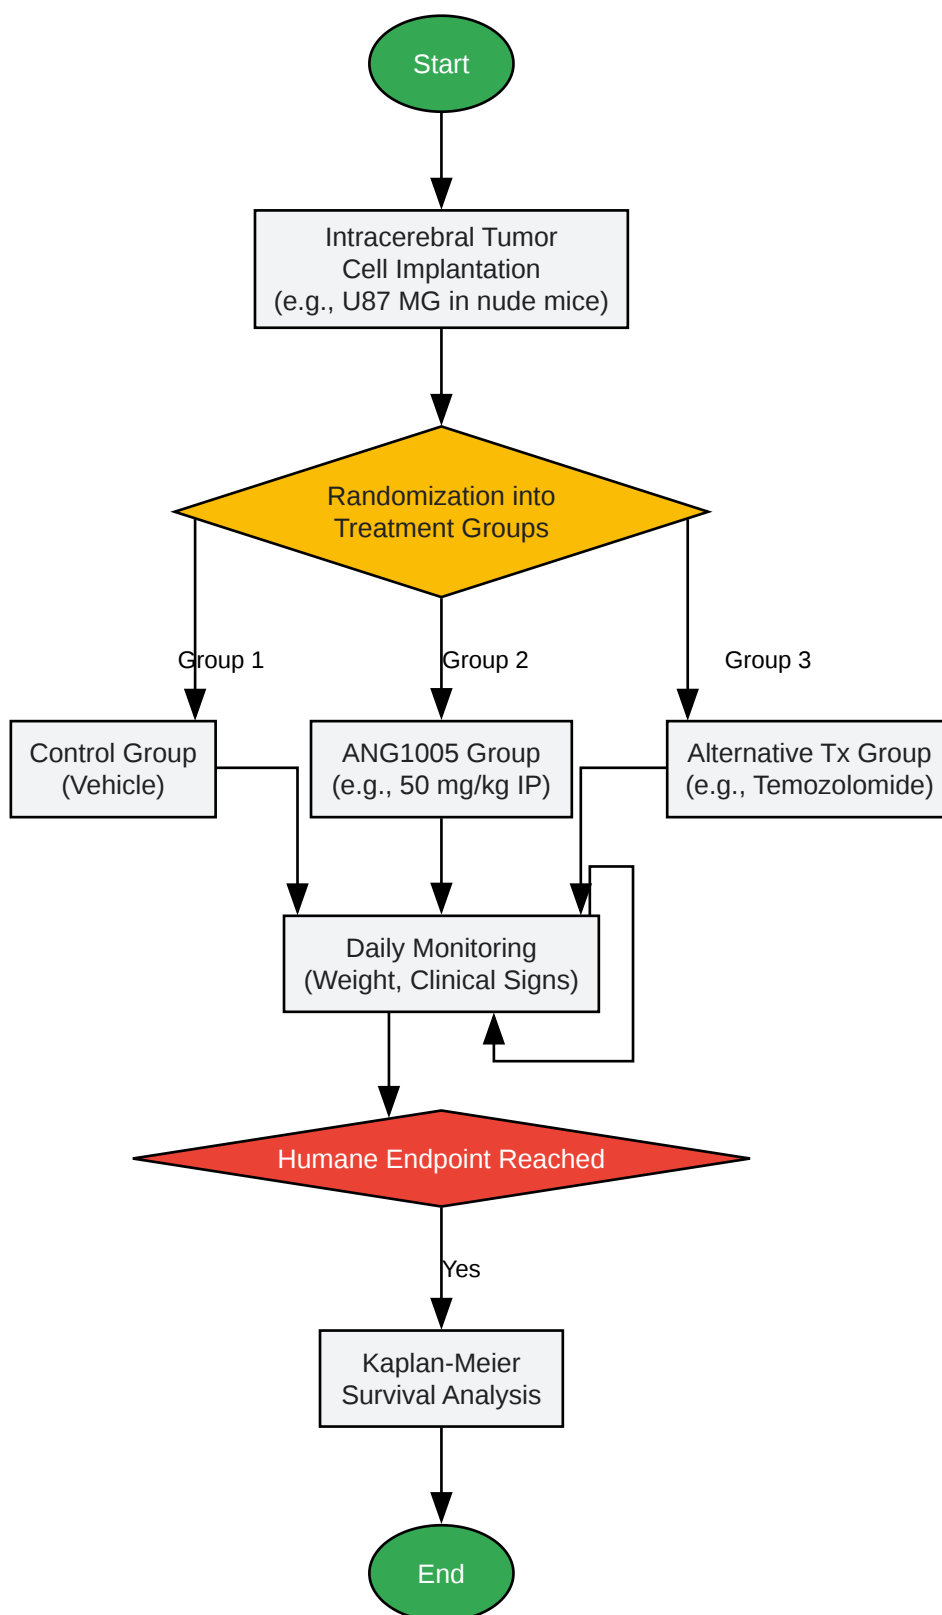 Start
Intracerebral Tumor
Cell Implantation
(e.g., U87 MG in nude mice)
Randomization into
Treatment Groups
Group 1
Group 2
Group 3
Control Group
(Vehicle)
ANG1005 Group
(e.g., 50 mg/kg IP)
Alternative Tx Group
(e.g., Temozolomide)
Daily Monitoring
(Weight, Clinical Signs)
Humane Endpoint Reached
Yes
Kaplan-Meier
Survival Analysis
End